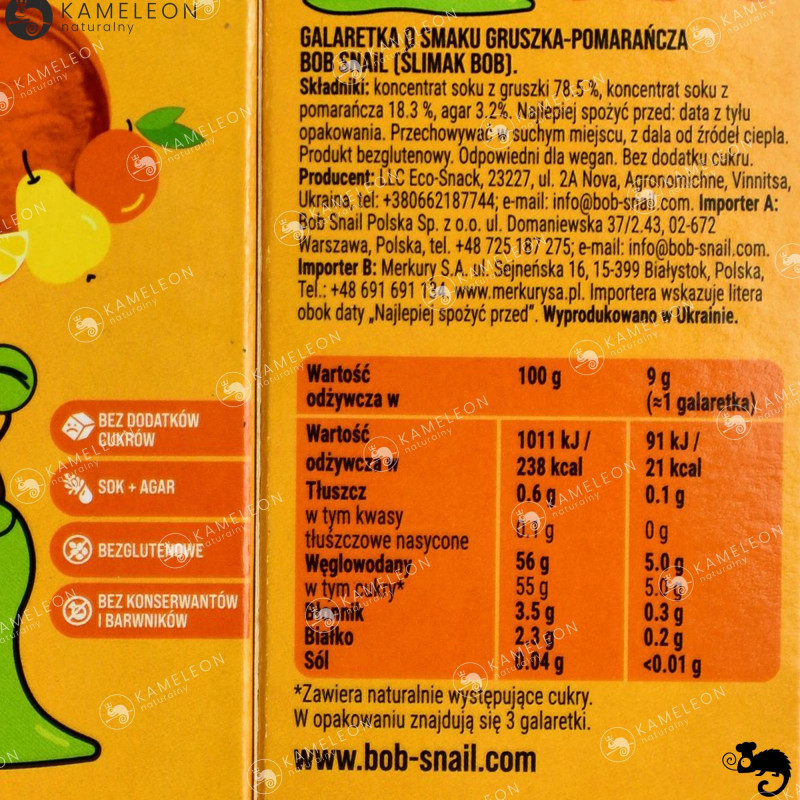 KAMELEON
naturalny
GALARETKA O SMAKU GRUSZKA-POMARAŃCZA
BOB SNAIL (ŚLIMAK BOB).
Składniki: koncentrat soku z gruszki 78.5 %, koncentrat soku z
pomarańcza 18.3 %, agar 3.2%. Najlepiej spożyć przed: data z tyłu
opakowania. Przechowywać w suchym miejscu, z dala od źródeł ciepła.
Produkt bezglutenowy. Odpowiedni dla wegan. Bez dodatku cukru.
Producent: LLC Eco-Snack, 23227, ul. 2A Nova, Agronomichne, Vinnitsa,
Ukraina, tel: +380662187744; e-mail: info@bob-snail.com. Importer A:
Bob Snail Polska Sp. z o.o. ul. Domaniewska 37/2.43, 02-672
Warszawa, Polska, tel. +48 725 187 275; e-mail: info@bob-snail.com.
Importer B: Merkury S.A. ul. Sejneńska 16, 15-399 Białystok, Polska,
Tel.: +48 691 691 134, www.merkurysa.pl. Importera wskazuje litera
obok daty „Najlepiej spożyć przed”. Wyprodukowano w Ukrainie.
Wartość 100 g 9 g
odżywcza w (≈1 galaretka)
Wartość 1011 kJ / 91 kJ /
odżywcza w 238 kcal 21 kcal
Tłuszcz 0.6 g 0.1 g
w tym kwasy
tłuszczowe nasycone 0.1 g 0 g
Węglowodany 56 g 5.0 g
w tym cukry* 55 g 5.0 g
Błonnik 3.5 g 0.3 g
Białko 2.3 g 0.2 g
Sól 0.04 g <0.01 g
*Zawiera naturalnie występujące cukry.
W opakowaniu znajdują się 3 galaretki.
www.bob-snail.com
BEZ DODATKÓW
CUKRÓW
SOK + AGAR
BEZGLUTENOWE
BEZ KONSERWANTÓW
I BARWNIKÓW